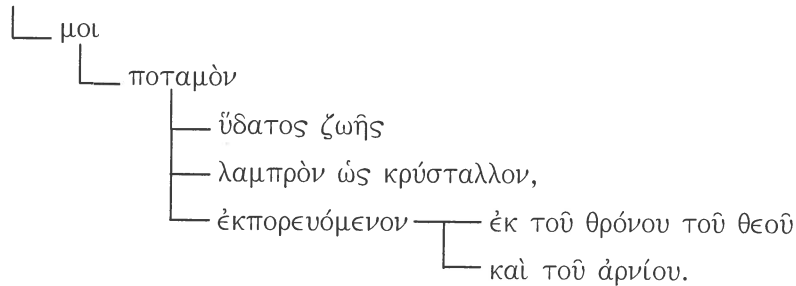 μοι
ποταμὸν
ὕδατος ζωῆς
λαμπρὸν ὡς κρύσταλλον,
ἐκπορευόμενον ἐκ τοῦ θρόνου τοῦ θεοῦ
καὶ τοῦ ἀρνίου.